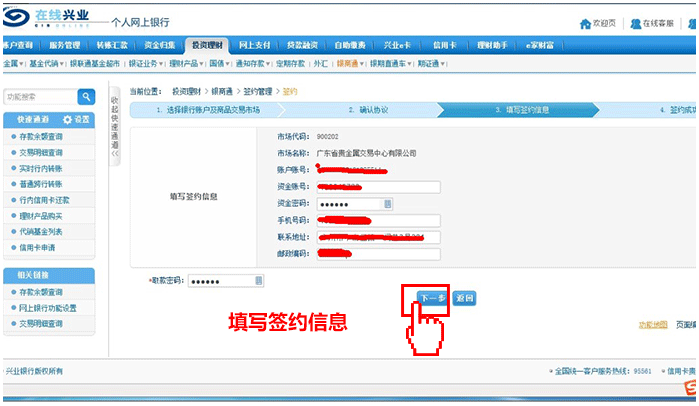 在线兴业 个人网上银行 欢迎页 在线客服
账户查询 服务管理 转账汇款 资金归集 投资理财 网上支付 贷款融资 自助缴费 兴业e卡 信用卡 理财助手 e家财富
金属 基金代销 银联通基金超市 银证业务 理财产品 国债 通知存款 定期存款 外汇 银商通 银期直通车 期证通
功能搜索
当前位置: 投资理财 > 银商通 > 签约管理 > 签约
收起快速通道
1. 选择银行账户及商品交易市场 2. 确认协议 3. 填写签约信息 4. 签约成功
快速通道 设置
存款余额查询
交易明细查询
实时行内转账
普通跨行转账
行内信用卡还款
理财产品购买
代销基金列表
信用卡申请
填写签约信息
市场代码: 900202
市场名称: 广东省贵金属交易中心有限公司
账户账号:
资金账号:
资金密码: ●●●●●●
手机号码:
联系地址:
邮政编码:
相关链接
存款余额查询
网上银行功能设置
交易明细查询
*取款密码: ●●●●●●
下一步 返回
填写签约信息
功能地图 页面编
兴业银行版权所有 全国统一客户服务热线: 95561 信用卡贵